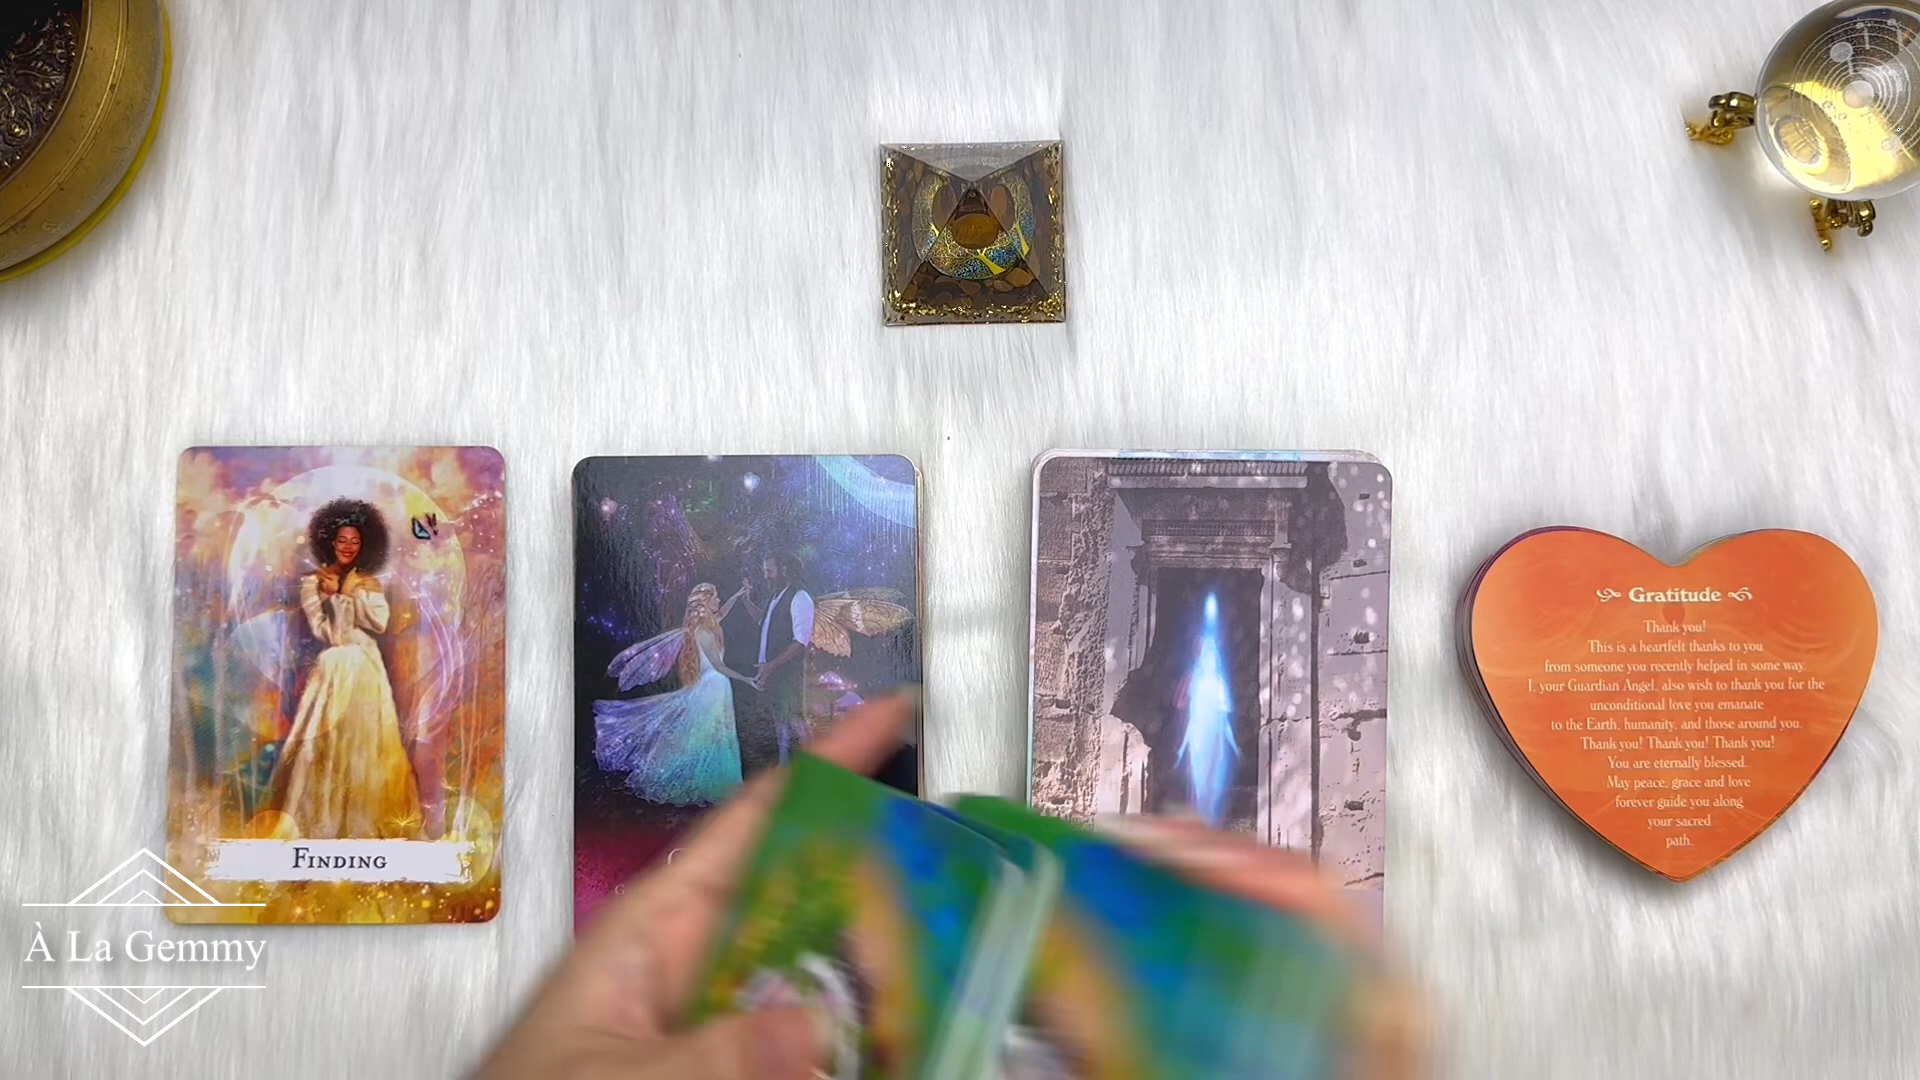 Gratitude
Thank you!
This is a heartfelt thanks to you
from someone you recently helped in some way.
I, your Guardian Angel, also wish to thank you for the
unconditional love you emanate
to the Earth, humanity, and those around you.
Thank you! Thank you! Thank you!
You are eternally blessed.
May peace, grace and love
forever guide you along
your sacred
path.
FINDING
À La Gemmy